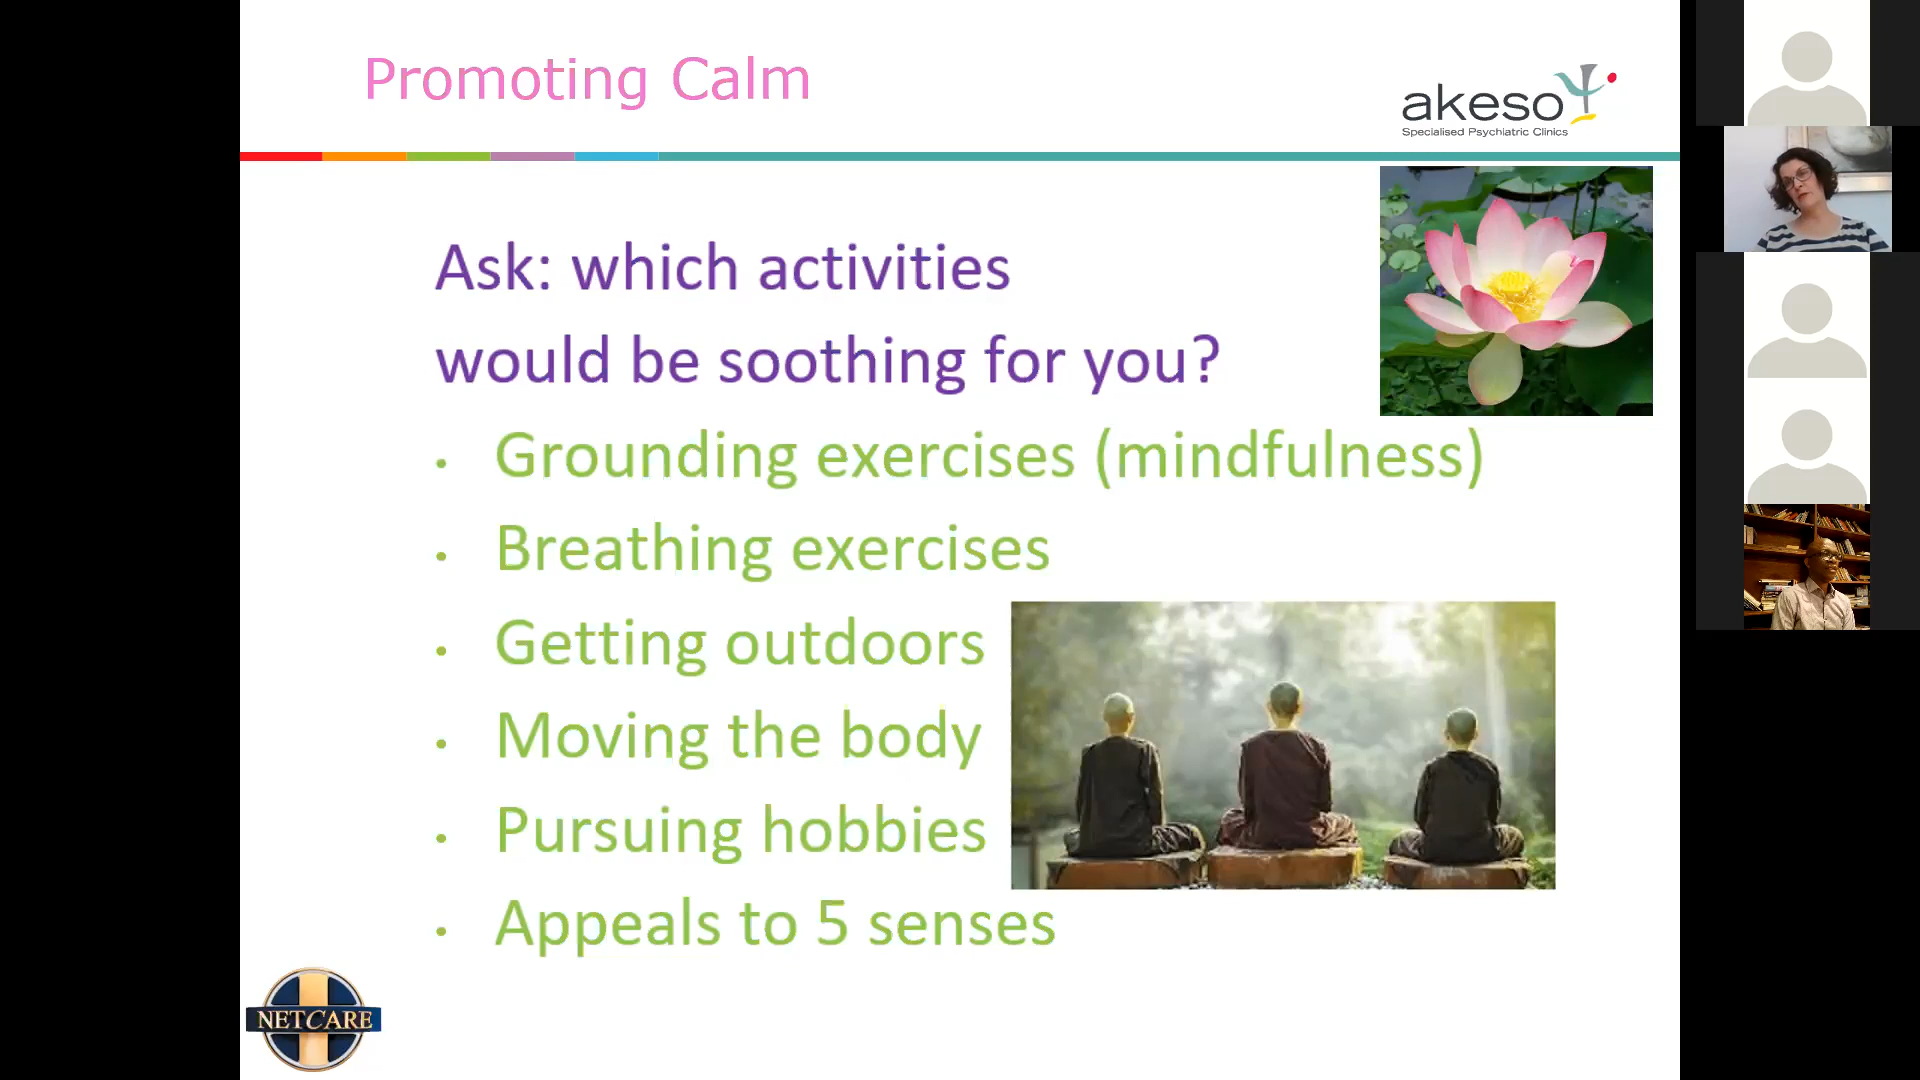 Promoting Calm
akeso
Specialised Psychiatric Clinics
Ask: which activities
would be soothing for you?
• Grounding exercises (mindfulness)
• Breathing exercises
• Getting outdoors
• Moving the body
• Pursuing hobbies
• Appeals to 5 senses
NETCARE